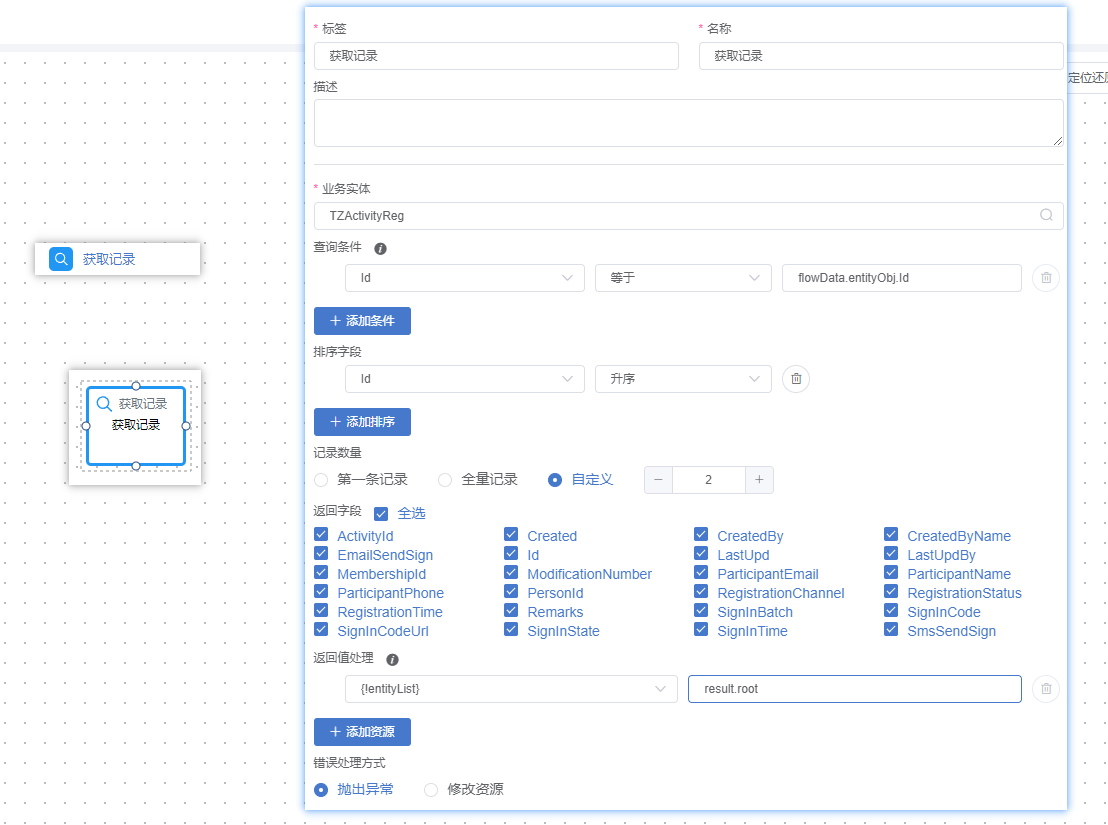 * 标签
* 名称
获取记录
获取记录
描述
定位还原
* 业务实体
TZActivityReg
查询条件
Id
等于
flowData.entityObj.Id
+ 添加条件
排序字段
Id
升序
+ 添加排序
记录数量
第一条记录
全量记录
自定义
− 2 +
返回字段
全选
ActivityId
Created
CreatedBy
CreatedByName
EmailSendSign
Id
LastUpd
LastUpdBy
MembershipId
ModificationNumber
ParticipantEmail
ParticipantName
ParticipantPhone
PersonId
RegistrationChannel
RegistrationStatus
RegistrationTime
Remarks
SignInBatch
SignInCode
SignInCodeUrl
SignInState
SignInTime
SmsSendSign
返回值处理
{!entityList}
result.root
+ 添加资源
错误处理方式
抛出异常
修改资源
获取记录
获取记录
获取记录